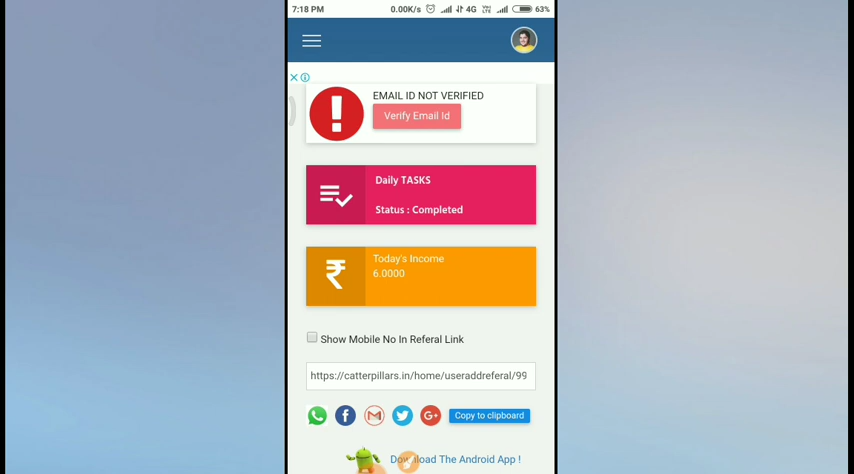 7:18 PM 0.00K/s 4G VoLTE 63%
EMAIL ID NOT VERIFIED
Verify Email Id
Daily TASKS
Status : Completed
Today's Income
6.0000
Show Mobile No In Referal Link
https://catterpillars.in/home/useraddreferal/99
G+ Copy to clipboard
Download The Android App !